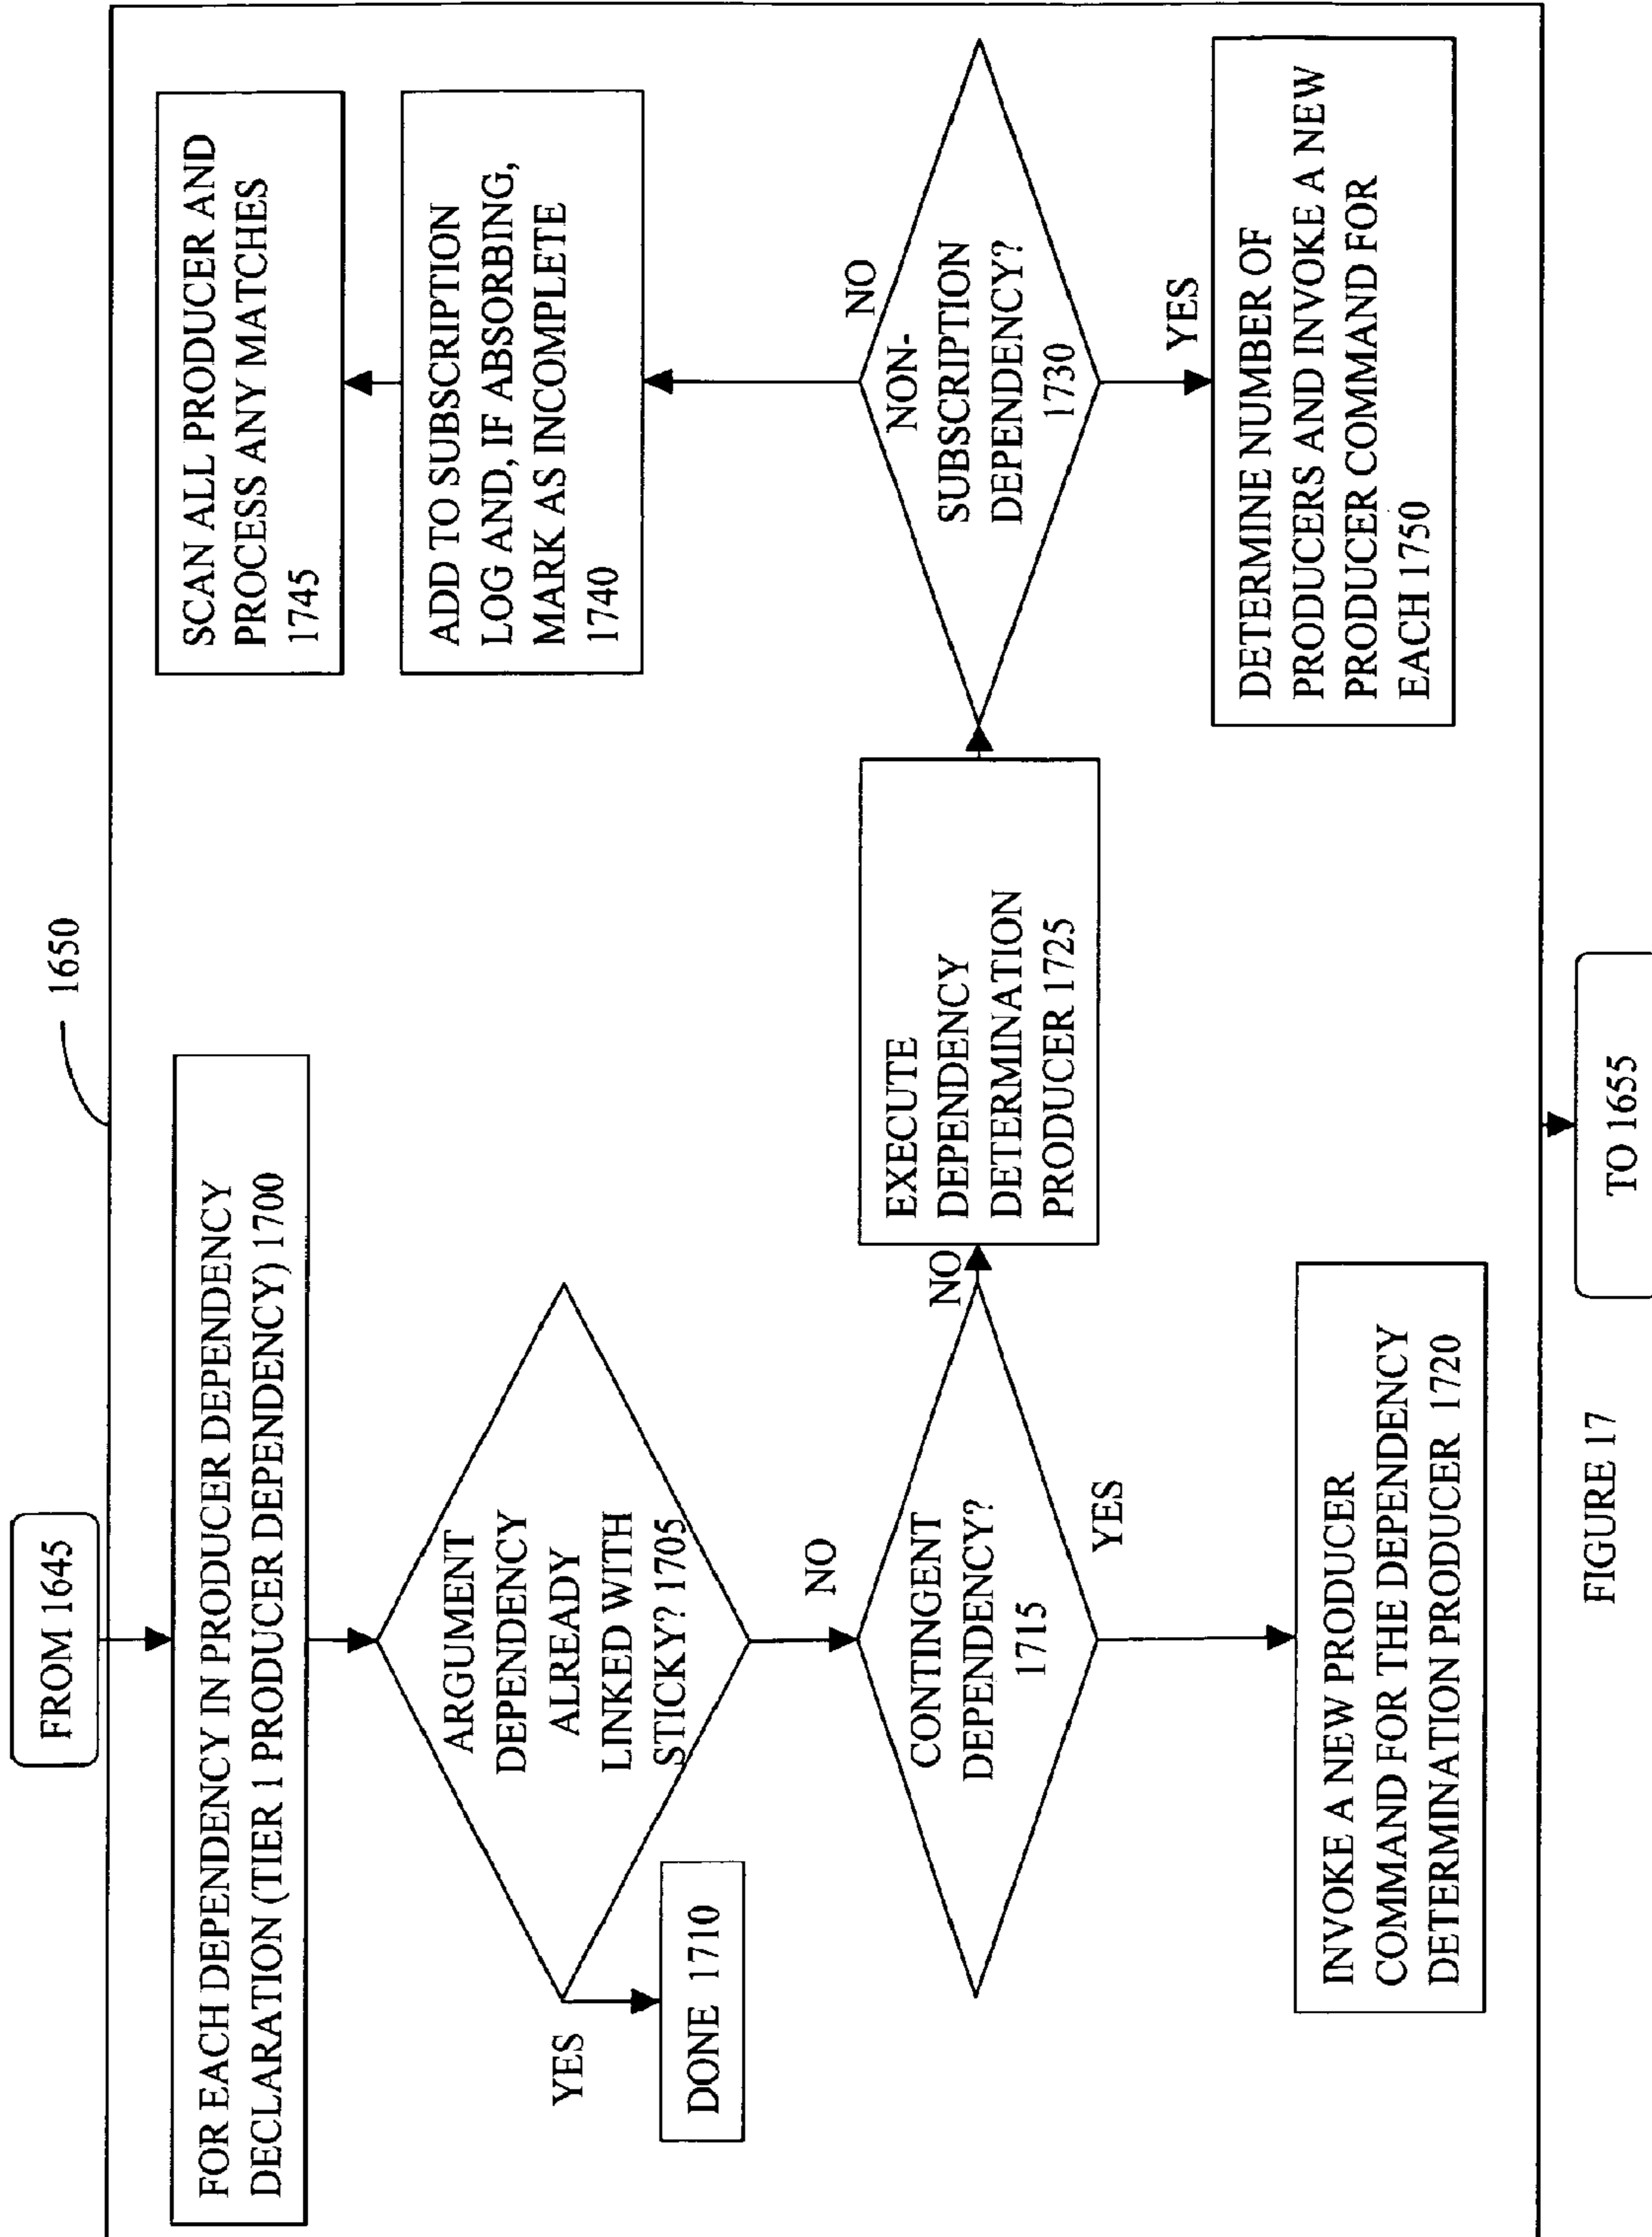 FROM 1645
1650
FOR EACH DEPENDENCY IN PRODUCER DEPENDENCY
DECLARATION (TIER 1 PRODUCER DEPENDENCY) 1700
ARGUMENT
DEPENDENCY
ALREADY
LINKED WITH
STICKY? 1705
YES
DONE 1710
NO
CONTINGENT
DEPENDENCY?
1715
YES
INVOKE A NEW PRODUCER
COMMAND FOR THE DEPENDENCY
DETERMINATION PRODUCER 1720
NO
EXECUTE
DEPENDENCY
DETERMINATION
PRODUCER 1725
NON-
SUBSCRIPTION
DEPENDENCY?
1730
NO
ADD TO SUBSCRIPTION
LOG AND, IF ABSORBING,
MARK AS INCOMPLETE
1740
SCAN ALL PRODUCER AND
PROCESS ANY MATCHES
1745
YES
DETERMINE NUMBER OF
PRODUCERS AND INVOKE A NEW
PRODUCER COMMAND FOR
EACH 1750
TO 1655
FIGURE 17